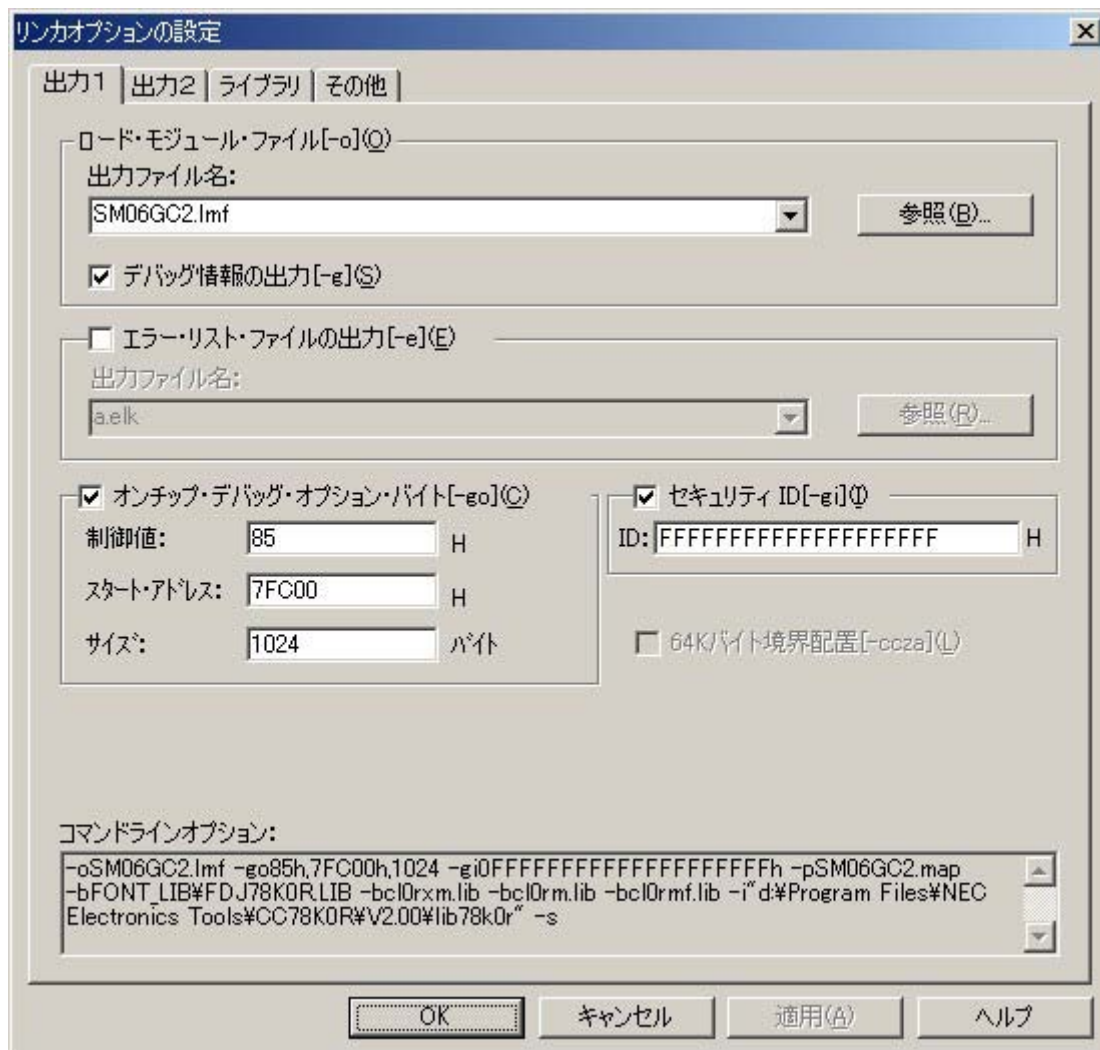 リンカオプションの設定
出力1 出力2 ライブラリ その他
ロード・モジュール・ファイル[-o](O)
出力ファイル名:
SM06GC2.lmf 参照(B)...
デバッグ情報の出力[-g](S)
エラー・リスト・ファイルの出力[-e](E)
出力ファイル名:
a.elk 参照(R)...
オンチップ・デバッグ・オプション・バイト[-go](C)
制御値: 85 H
スタート・アドレス: 7FC00 H
サイズ: 1024 バイト
セキュリティ ID[-gi](I)
ID: FFFFFFFFFFFFFFFFFFFF H
64Kバイト境界配置[-ccza](L)
コマンドラインオプション:
-oSM06GC2.lmf -go85h,7FC00h,1024 -gi0FFFFFFFFFFFFFFFFFFFFh -pSM06GC2.map
-bFONT_LIB¥FDJ78K0R.LIB -bcl0rxm.lib -bcl0rm.lib -bcl0rmf.lib -i"d:¥Program Files¥NEC
Electronics Tools¥CC78K0R¥V2.00¥lib78k0r" -s
OK キャンセル 適用(A) ヘルプ